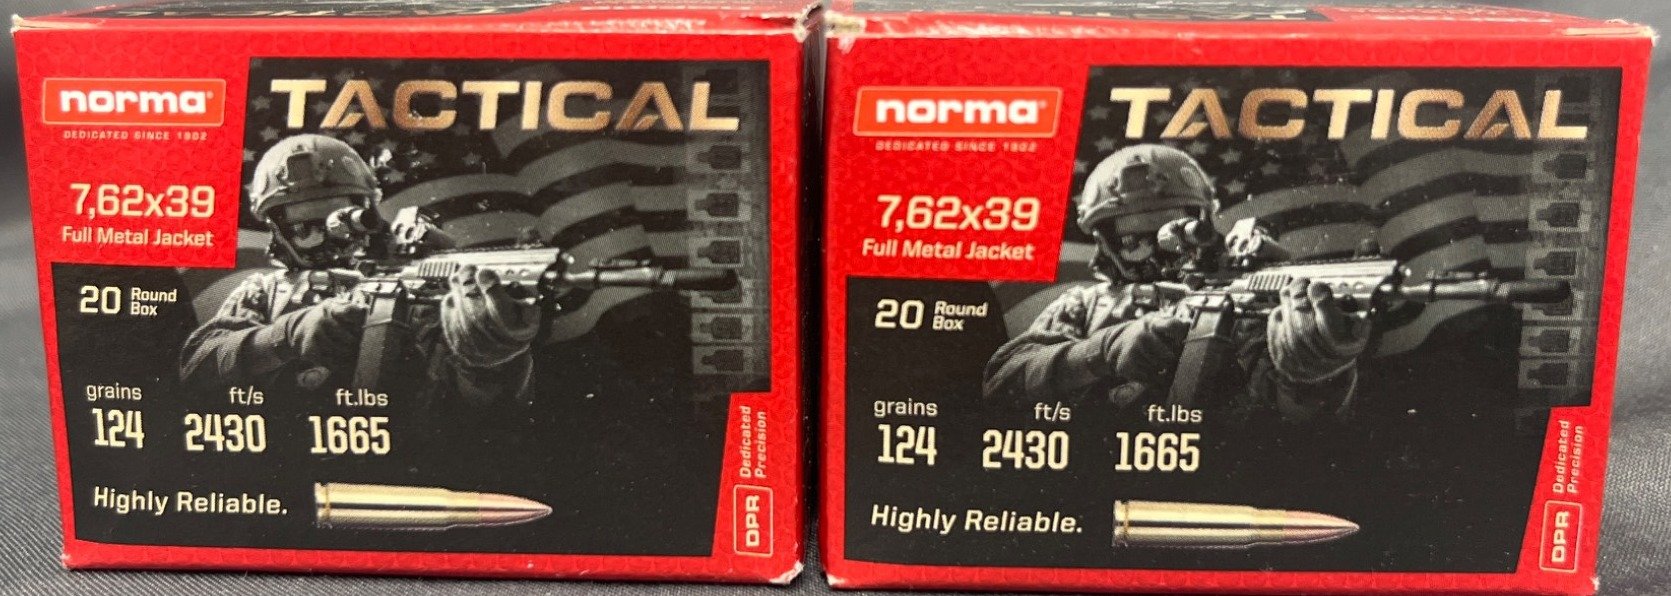 norma
DEDICATED SINCE 1902
TACTICAL
7,62x39
Full Metal Jacket
20 Round Box
grains ft/s ft.lbs
124 2430 1665
Highly Reliable.
DPR Dedicated Precision
norma
DEDICATED SINCE 1902
TACTICAL
7,62x39
Full Metal Jacket
20 Round Box
grains ft/s ft.lbs
124 2430 1665
Highly Reliable.
DPR Dedicated Precision